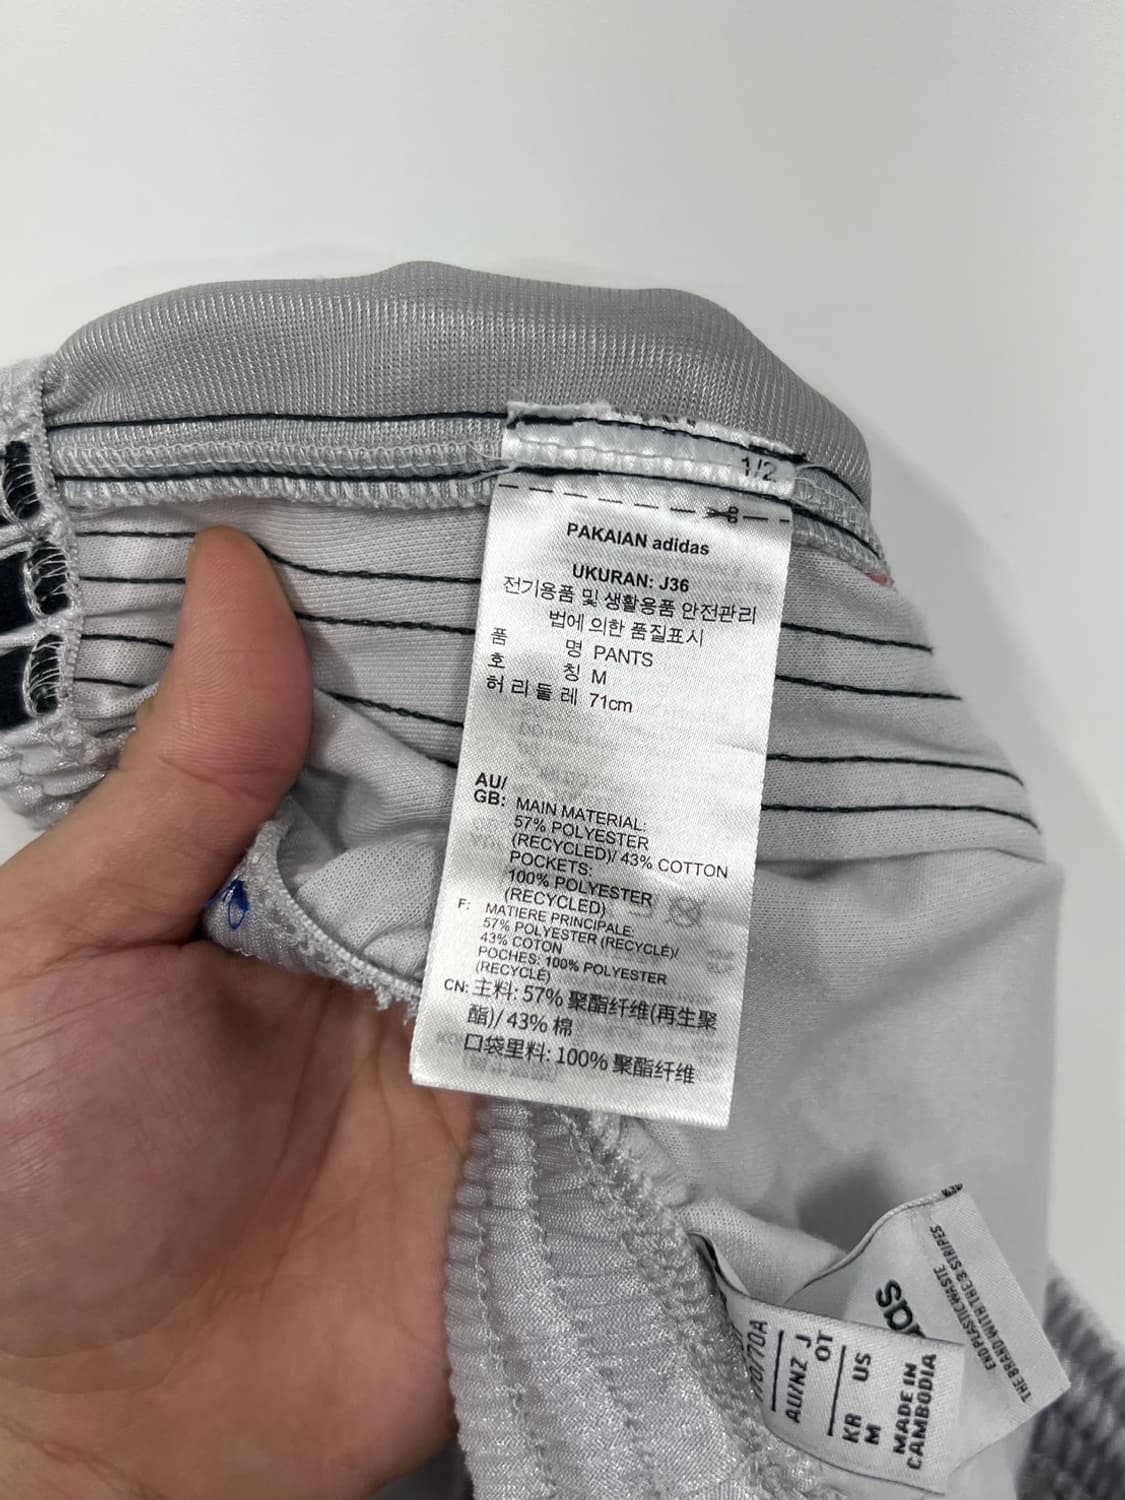 1/2
PAKAIAN adidas
UKURAN: J36
전기용품 및 생활용품 안전관리
법에 의한 품질표시
품 명 PANTS
호 칭 M
허리둘레 71cm
AU/
GB: MAIN MATERIAL:
57% POLYESTER
(RECYCLED)/ 43% COTTON
POCKETS:
100% POLYESTER
(RECYCLED)
F: MATIERE PRINCIPALE:
57% POLYESTER (RECYCLÉ)/
43% COTON
POCHES: 100% POLYESTER
(RECYCLÉ)
CN: 主料: 57% 聚酯纤维(再生聚
酯)/ 43% 棉
口袋里料: 100% 聚酯纤维
END PLASTIC WASTE
THE BRAND WITH THE 3 STRIPES
/70A
AU/NZ J
OT
KR US
M
MADE IN
CAMBODIA